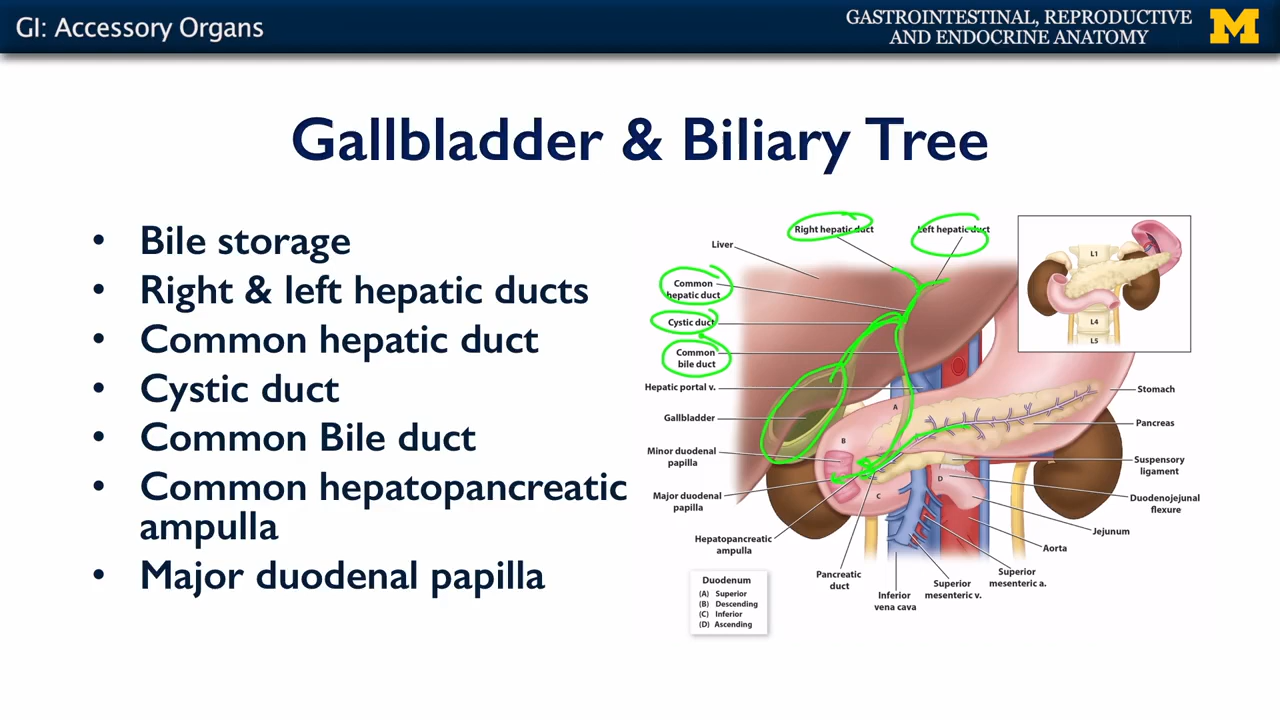 GI: Accessory Organs
GASTROINTESTINAL, REPRODUCTIVE
AND ENDOCRINE ANATOMY
M
Gallbladder & Biliary Tree
• Bile storage
• Right & left hepatic ducts
• Common hepatic duct
• Cystic duct
• Common Bile duct
• Common hepatopancreatic
ampulla
• Major duodenal papilla
Right hepatic duct
Left hepatic duct
Liver
Common
hepatic duct
Cystic duct
Common
bile duct
Hepatic portal v.
Gallbladder
Minor duodenal
papilla
Major duodenal
papilla
Hepatopancreatic
ampulla
Pancreatic
duct
Inferior
vena cava
Superior
mesenteric v.
Superior
mesenteric a.
Aorta
Jejunum
Duodenojejunal
flexure
Suspensory
ligament
Pancreas
Stomach
A
B
C
D
L1
L4
L5
Duodenum
(A) Superior
(B) Descending
(C) Inferior
(D) Ascending